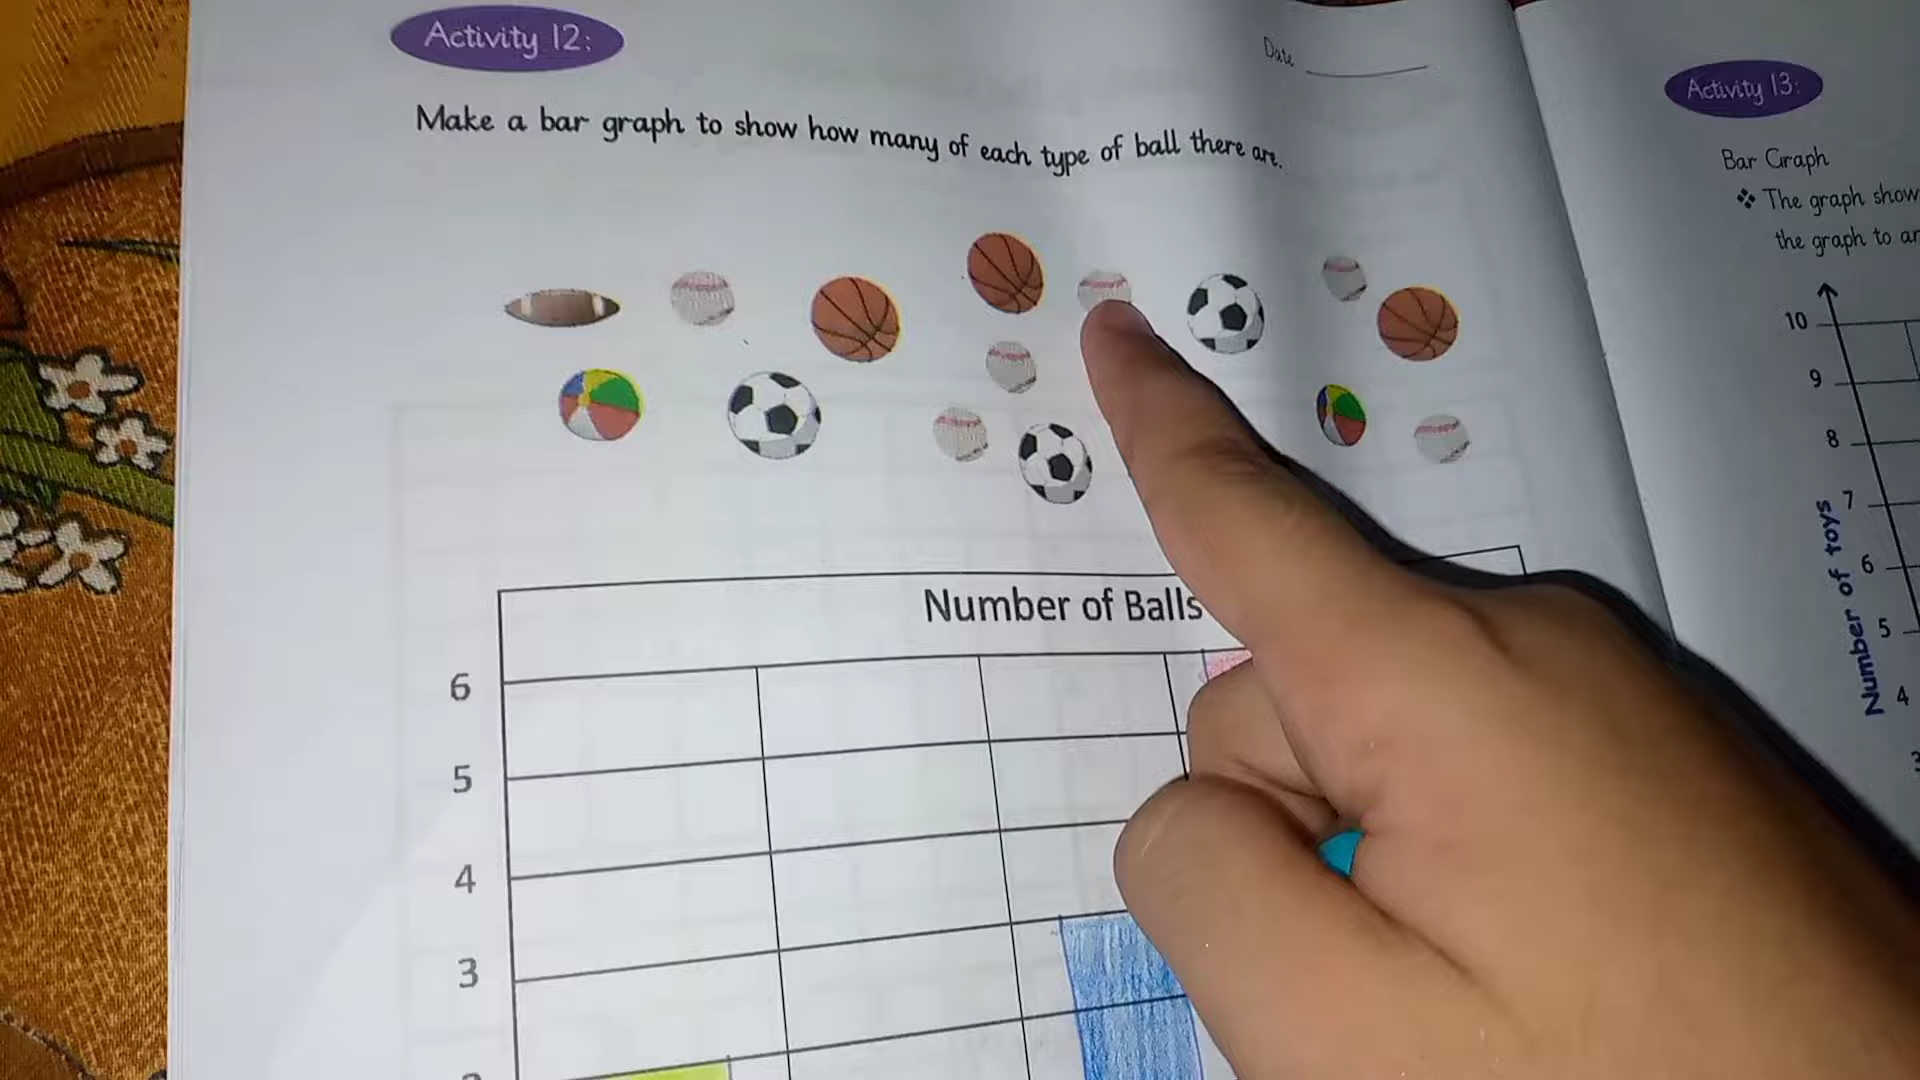 Activity 12:
Date
Make a bar graph to show how many of each type of ball there are.
Number of Balls
6
5
4
3
Activity 13:
Bar Graph
❖ The graph show
the graph to
10
9
8
7
6
5
4
Number of toys